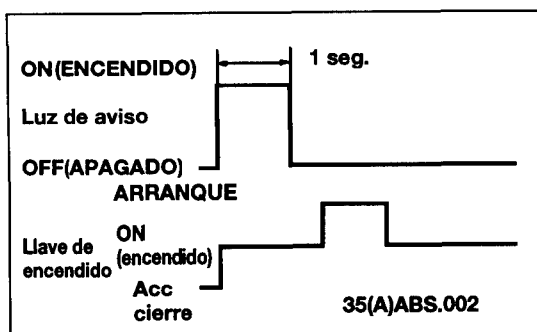 ON(ENCENDIDO)
1 seg.
Luz de aviso
OFF(APAGADO)
ARRANQUE
Llave de encendido
ON
(encendido)
Acc
cierre
35(A)ABS.002